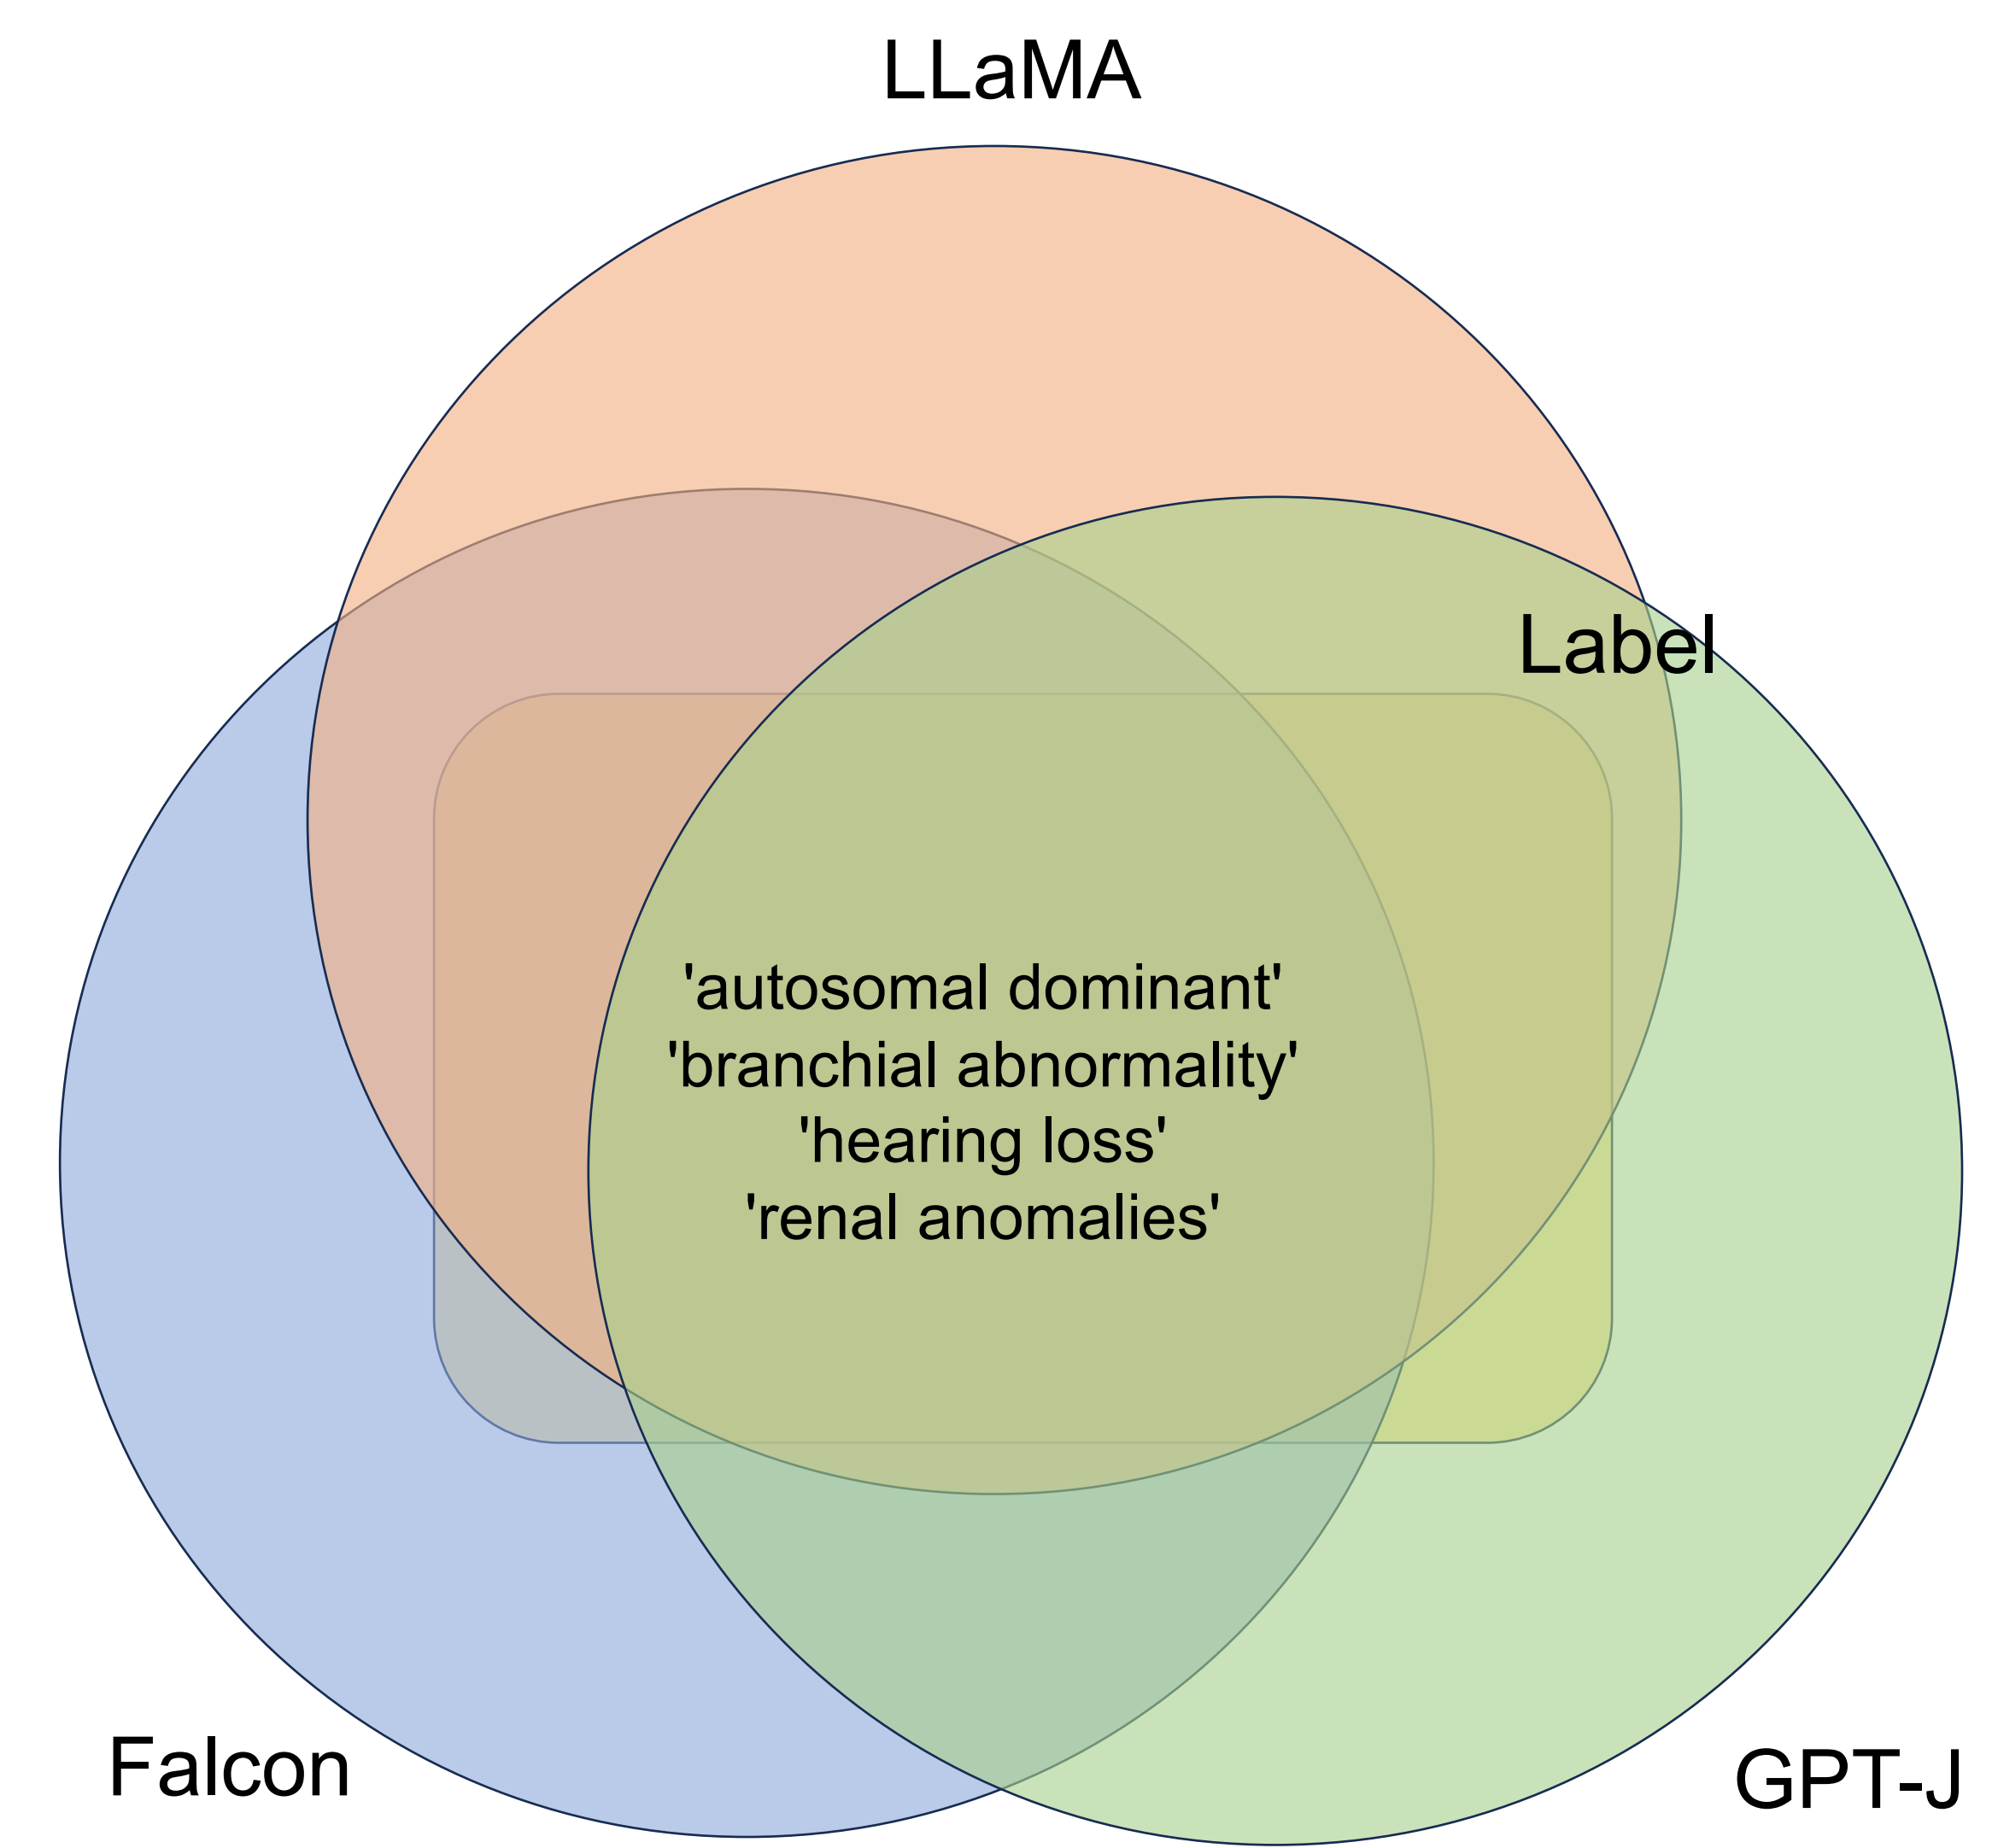 LLaMA
Label
'autosomal dominant'
'branchial abnormality'
'hearing loss'
'renal anomalies'
Falcon
GPT-J